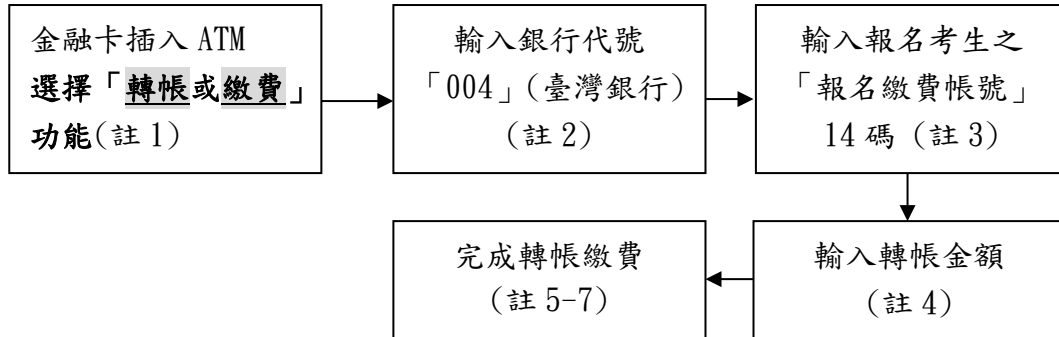 金融卡插入 ATM
選擇「轉帳或繳費」
功能(註 1)
輸入銀行代號
「004」(臺灣銀行)
(註 2)
輸入報名考生之
「報名繳費帳號」
14 碼 (註 3)
輸入轉帳金額
(註 4)
完成轉帳繳費
(註 5-7)